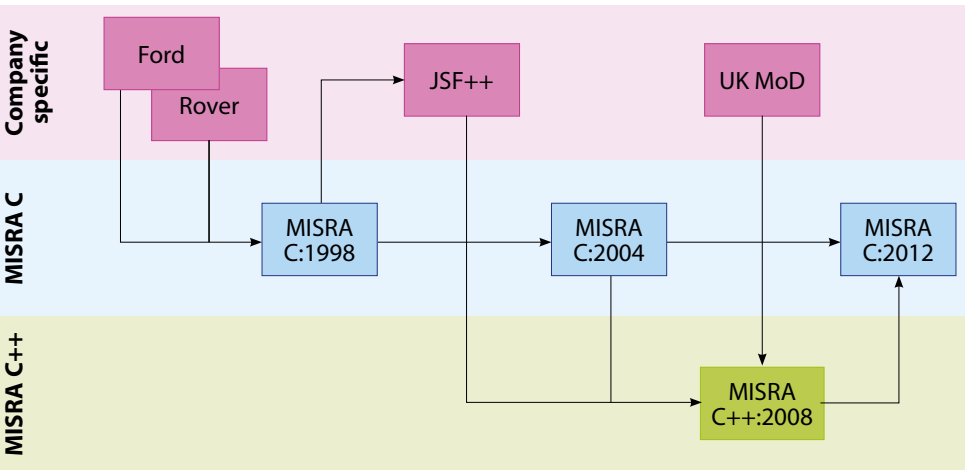 Company
specific
Ford
Rover
JSF++
UK MoD
MISRA C
MISRA
C:1998
MISRA
C:2004
MISRA
C:2012
MISRA C++
MISRA
C++:2008